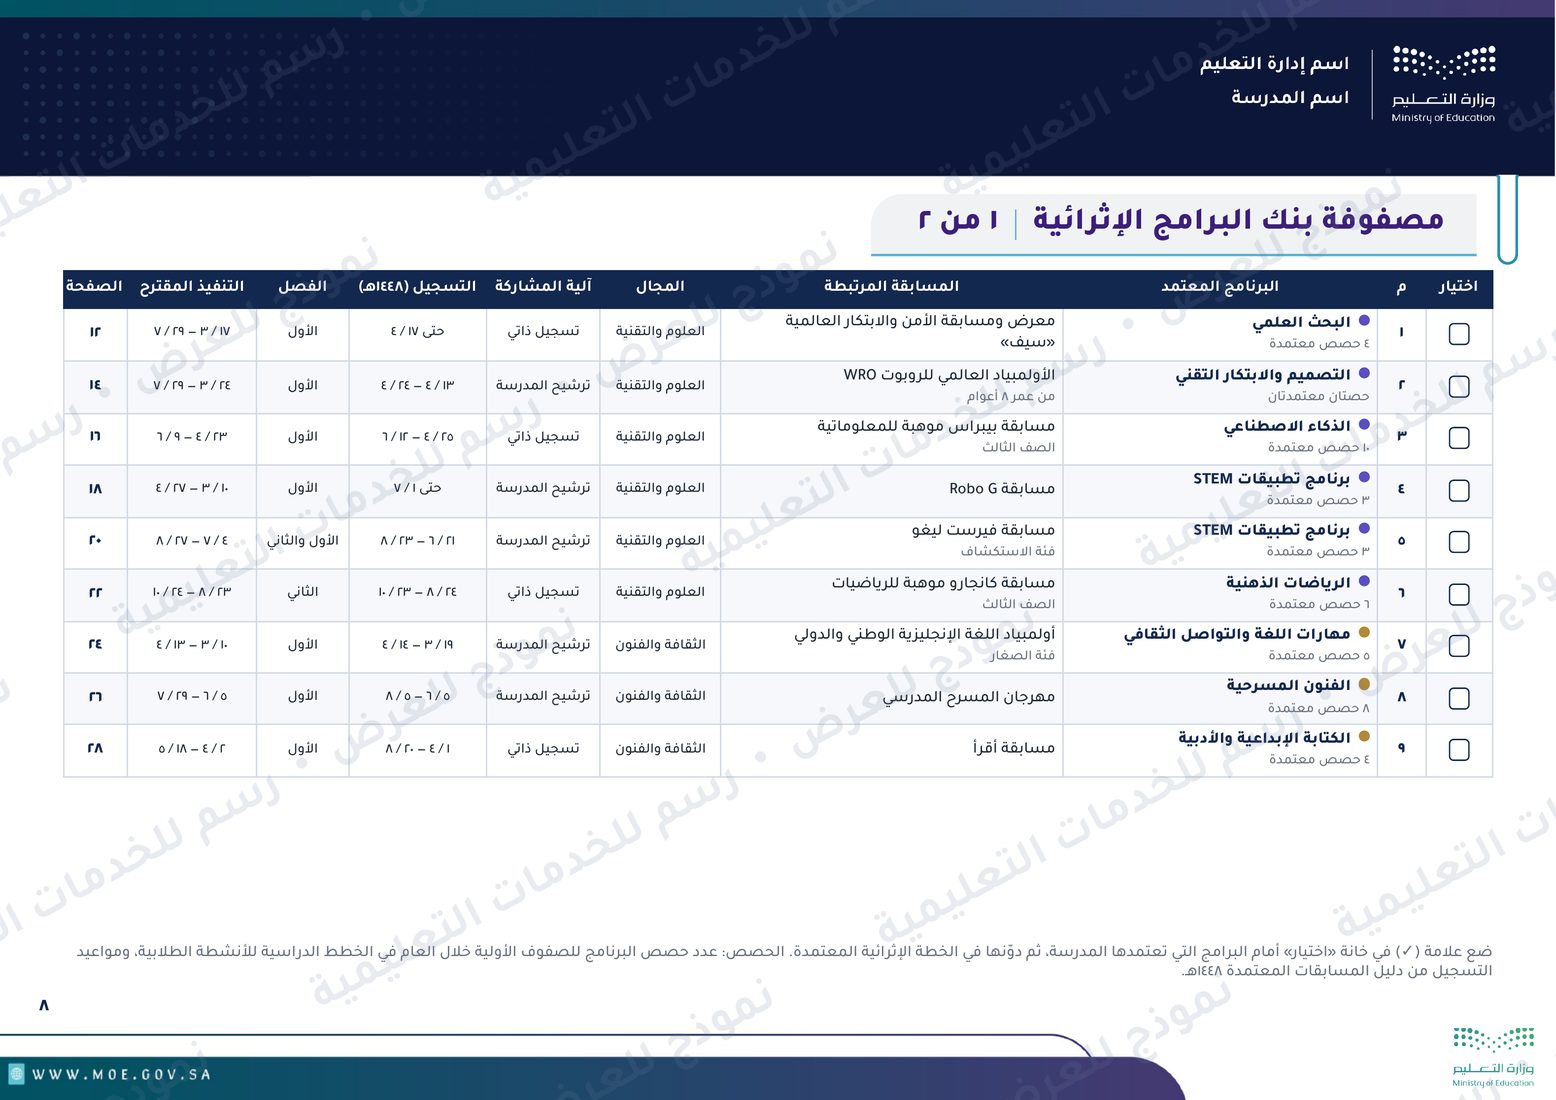 اسم إدارة التعليم
اسم المدرسة
وزارة التعليم
Ministry of Education
مصفوفة بنك البرامج الإثرائية | ١ من ٢
اختيار م البرنامج المعتمد المسابقة المرتبطة المجال آلية المشاركة التسجيل (١٤٤٨هـ) الفصل التنفيذ المقترح الصفحة
١ البحث العلمي ٤ حصص معتمدة معرض ومسابقة الأمن والابتكار العالمية «سيف» العلوم والتقنية تسجيل ذاتي حتى ١٧ / ٤ الأول ١٧ / ٣ – ٢٩ / ٧ ١٢
٢ التصميم والابتكار التقني حصتان معتمدتان الأولمبياد العالمي للروبوت WRO من عمر ٨ أعوام العلوم والتقنية ترشيح المدرسة ١٣ / ٤ – ٢٤ / ٤ الأول ٢٤ / ٣ – ٢٩ / ٧ ١٤
٣ الذكاء الاصطناعي ١٠ حصص معتمدة مسابقة بيبراس موهبة للمعلوماتية الصف الثالث العلوم والتقنية تسجيل ذاتي ٢٥ / ٤ – ١٢ / ٦ الأول ٢٣ / ٤ – ٩ / ٦ ١٦
٤ برنامج تطبيقات STEM ٣ حصص معتمدة مسابقة Robo G العلوم والتقنية ترشيح المدرسة حتى ١ / ٧ الأول ١٠ / ٣ – ٢٧ / ٤ ١٨
٥ برنامج تطبيقات STEM ٣ حصص معتمدة مسابقة فيرست ليغو فئة الاستكشاف العلوم والتقنية ترشيح المدرسة ٢١ / ٦ – ٢٣ / ٨ الأول والثاني ٤ / ٧ – ٢٧ / ٨ ٢٠
٦ الرياضات الذهنية ٦ حصص معتمدة مسابقة كانجارو موهبة للرياضيات الصف الثالث العلوم والتقنية تسجيل ذاتي ٢٤ / ٨ – ٢٣ / ١٠ الثاني ٢٣ / ٨ – ٢٤ / ١٠ ٢٢
٧ مهارات اللغة والتواصل الثقافي ٥ حصص معتمدة أولمبياد اللغة الإنجليزية الوطني والدولي فئة الصغار الثقافة والفنون ترشيح المدرسة ١٩ / ٣ – ١٤ / ٤ الأول ١٠ / ٣ – ١٣ / ٤ ٢٤
٨ الفنون المسرحية ٨ حصص معتمدة مهرجان المسرح المدرسي الثقافة والفنون ترشيح المدرسة ٥ / ٦ – ٥ / ٨ الأول ٥ / ٦ – ٢٩ / ٧ ٢٦
٩ الكتابة الإبداعية والأدبية ٤ حصص معتمدة مسابقة أقرأ الثقافة والفنون تسجيل ذاتي ١ / ٤ – ٢٠ / ٨ الأول ٢ / ٤ – ١٨ / ٥ ٢٨
ضع علامة (✓) في خانة «اختيار» أمام البرامج التي تعتمدها المدرسة، ثم دوّنها في الخطة الإثرائية المعتمدة. الحصص: عدد حصص البرنامج للصفوف الأولية خلال العام في الخطط الدراسية للأنشطة الطلابية، ومواعيد
التسجيل من دليل المسابقات المعتمدة ١٤٤٨هـ.
٨
WWW.MOE.GOV.SA
وزارة التعليم
Ministry of Education
نموذج للعرض • رسم للخدمات التعليمية